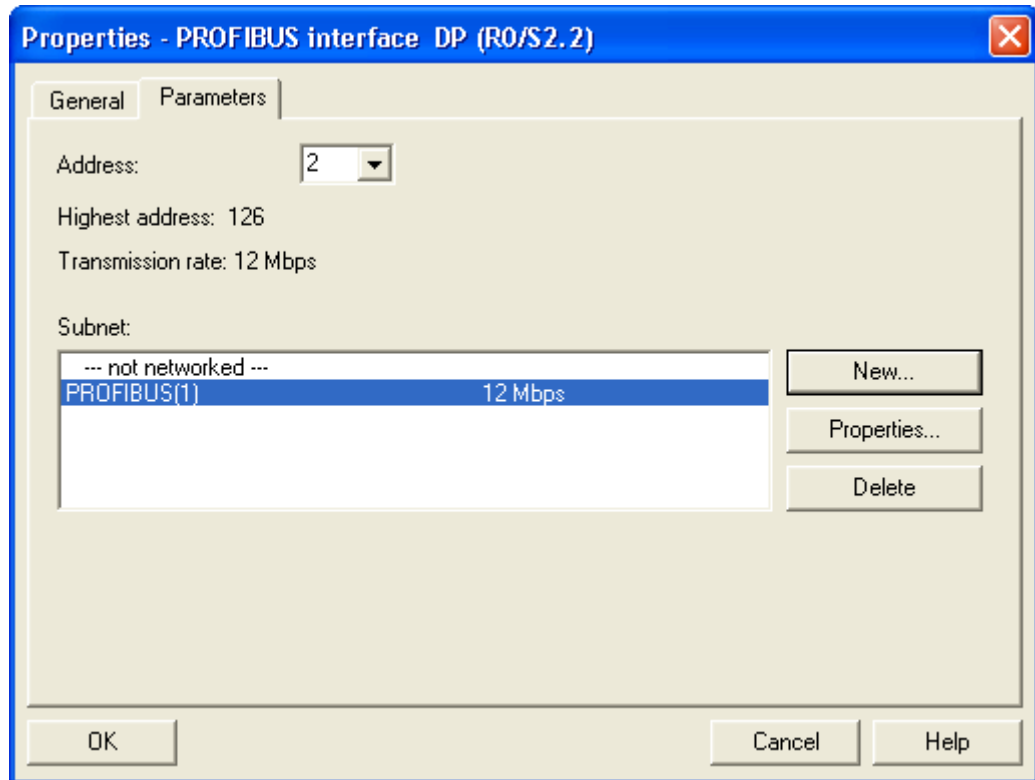 Properties - PROFIBUS interface DP (R0/S2.2)
General Parameters
Address: 2
Highest address: 126
Transmission rate: 12 Mbps
Subnet:
--- not networked ---
PROFIBUS(1) 12 Mbps
New...
Properties...
Delete
OK Cancel Help